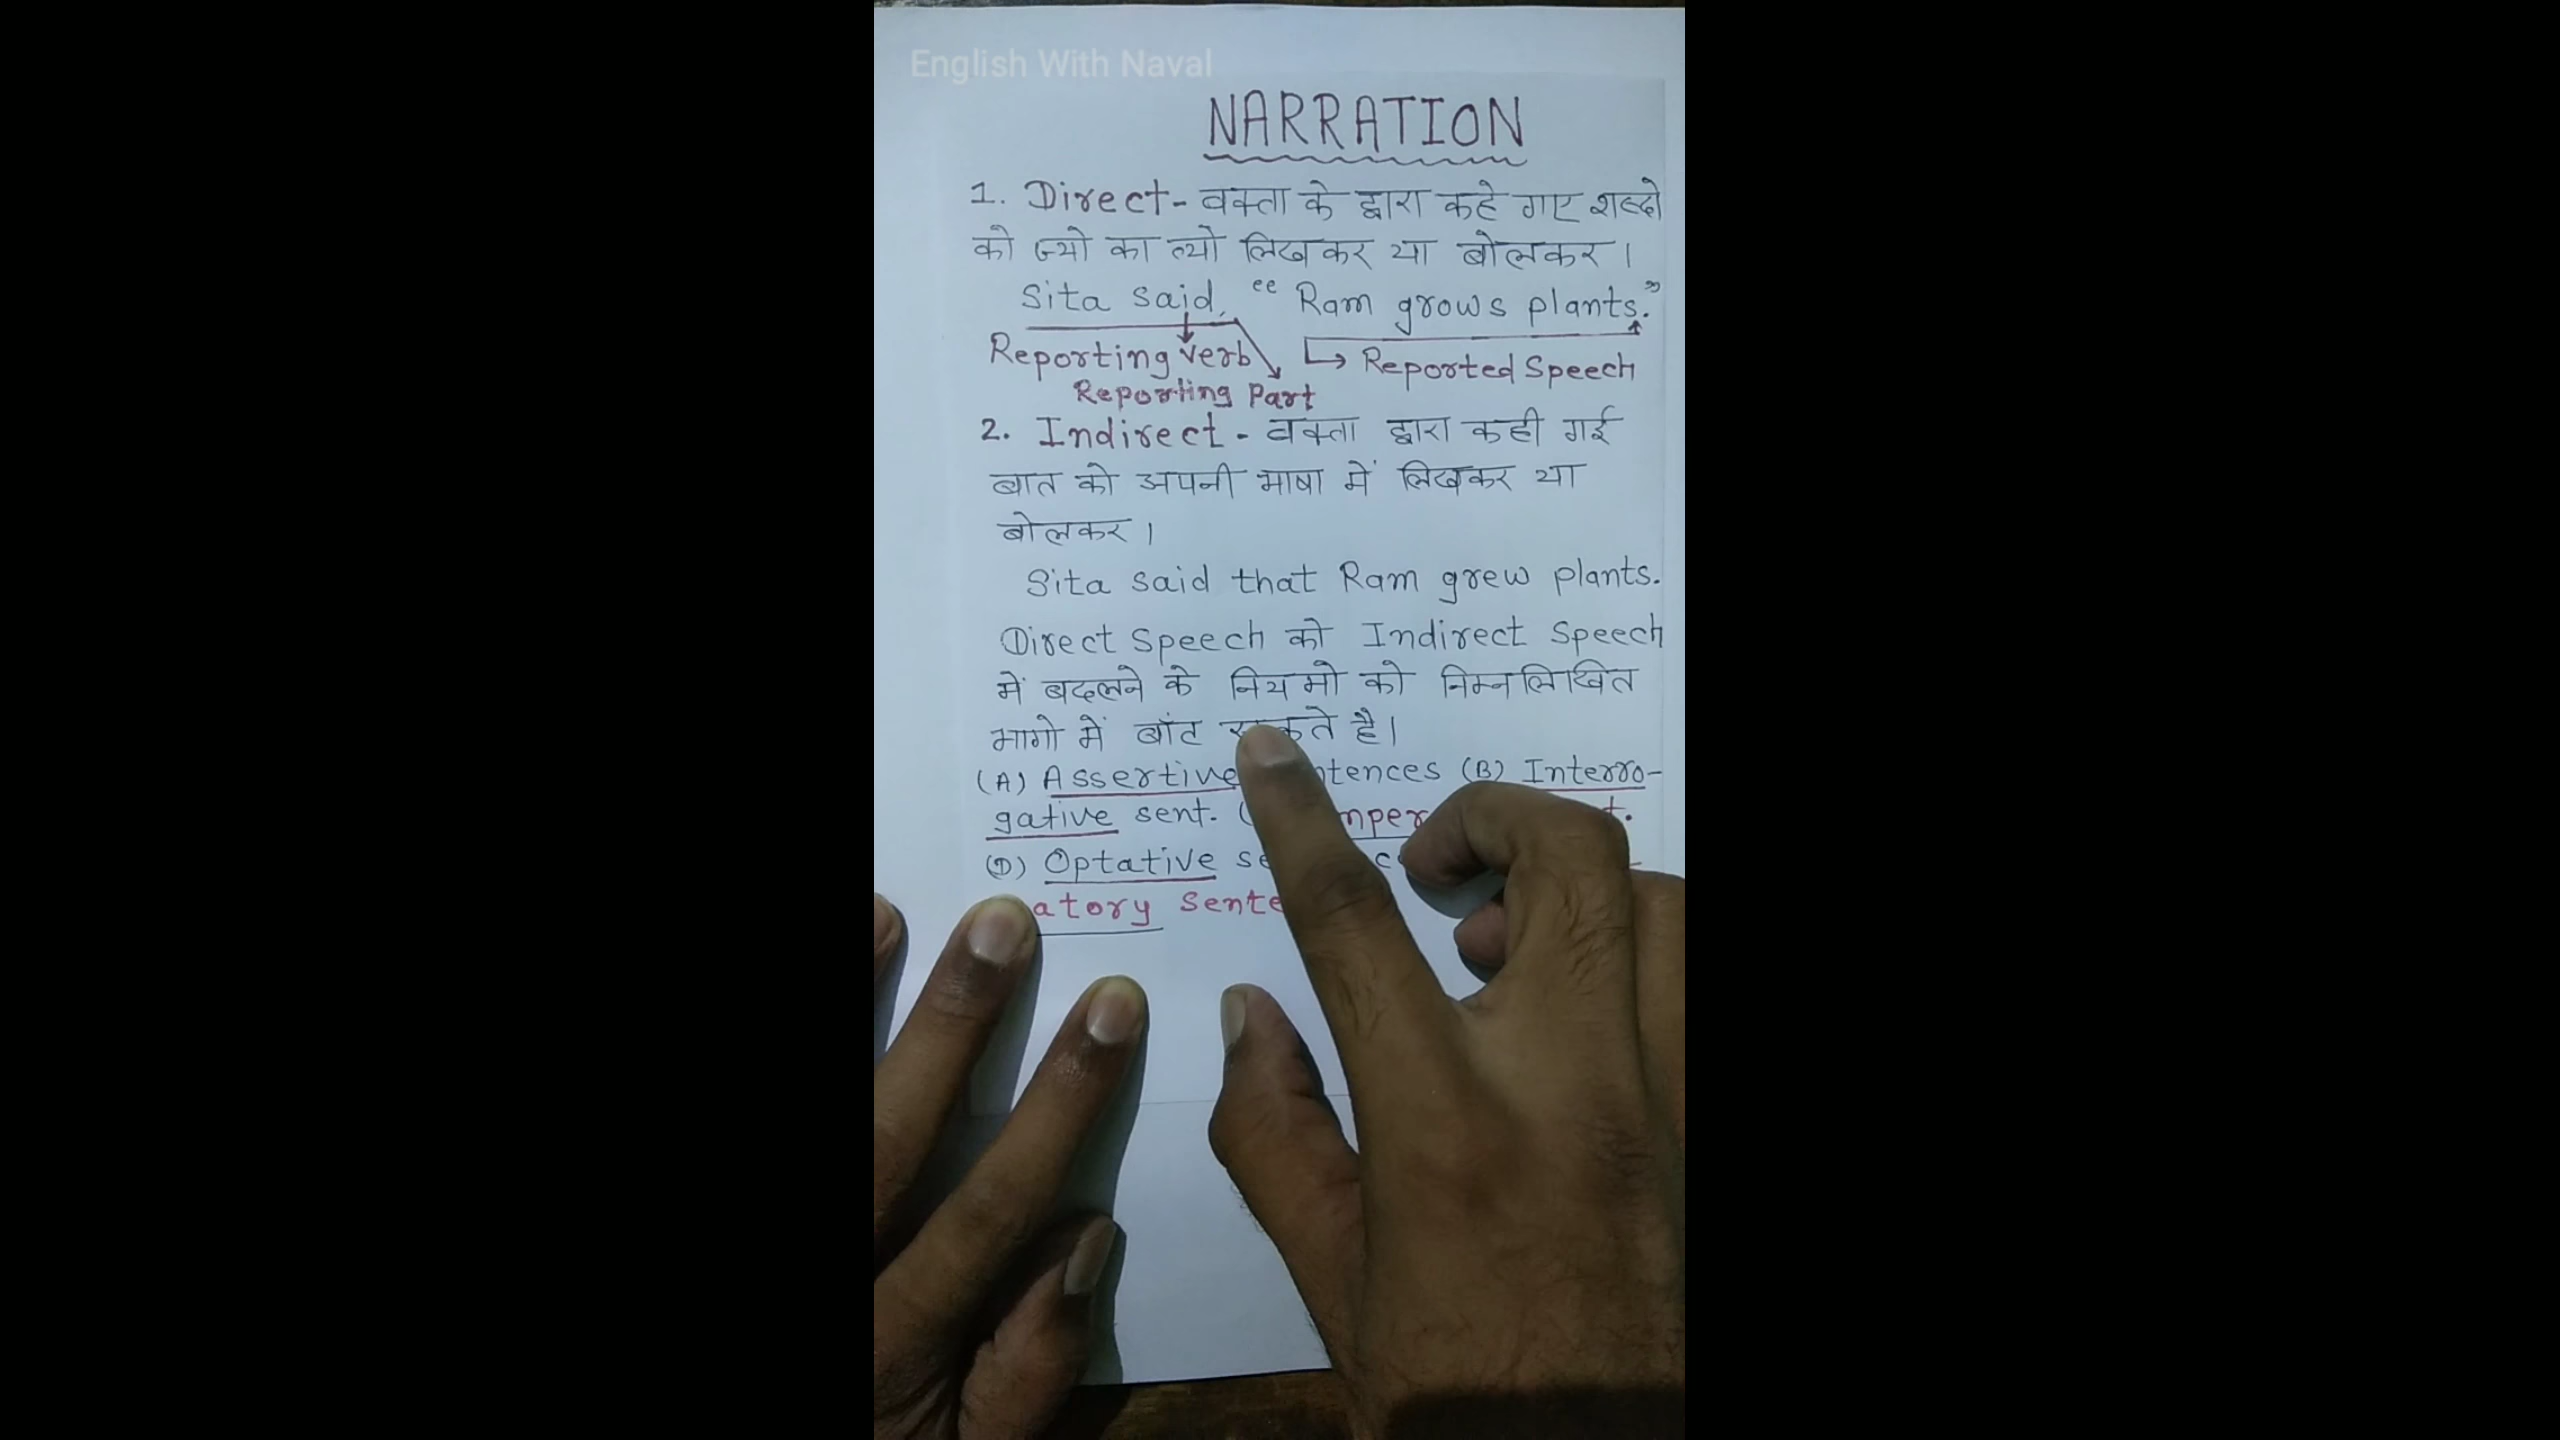 English With Naval
NARRATION
1. Direct - वक्ता के द्वारा कहे गए शब्दो
को ज्यो का त्यो लिखकर या बोलकर ।
Sita said, “ Ram grows plants.”
Reporting verb → Reported Speech
Reporting Part
2. Indirect - वक्ता द्वारा कही गई
बात को अपनी भाषा में लिखकर या
बोलकर ।
Sita said that Ram grew plants.
Direct Speech को Indirect Speech
में बदलने के नियमो को निम्नलिखित
भागो में बाँट सकते है।
(A) Assertive (B) Interro-
gative sent.
(D) Optative
atory